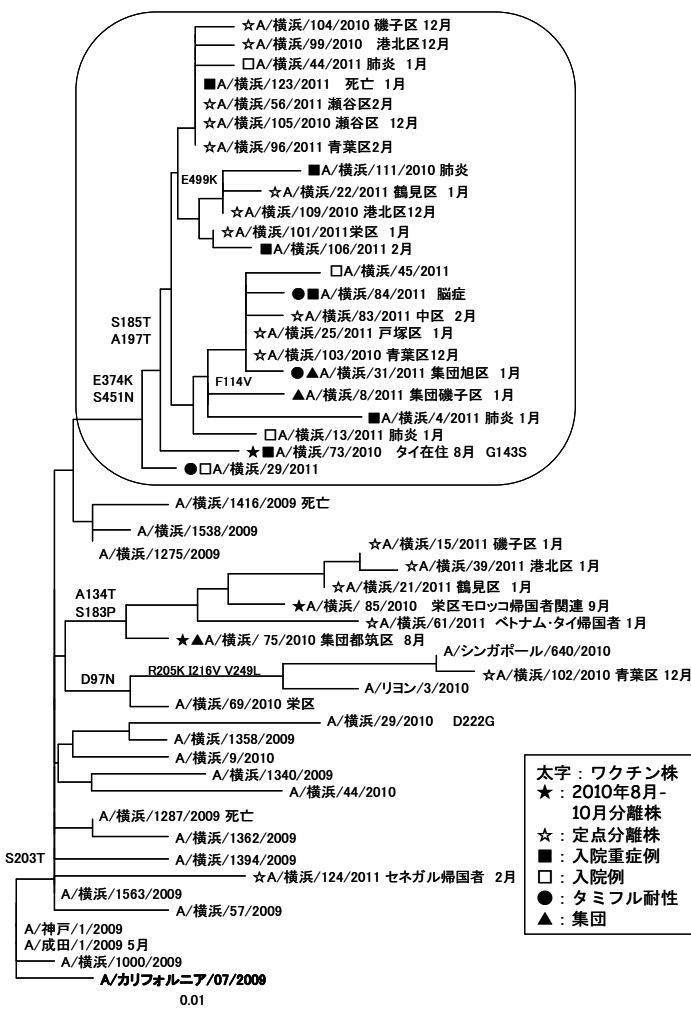 ☆A/横浜/104/2010 磯子区 12月
☆A/横浜/99/2010 港北区12月
□A/横浜/44/2011 肺炎 1月
■A/横浜/123/2011 死亡 1月
☆A/横浜/56/2011 瀬谷区2月
☆A/横浜/105/2010 瀬谷区 12月
☆A/横浜/96/2011 青葉区2月
E499K
■A/横浜/111/2010 肺炎
☆A/横浜/22/2011 鶴見区 1月
☆A/横浜/109/2010 港北区12月
☆A/横浜/101/2011栄区 1月
■A/横浜/106/2011 2月
□A/横浜/45/2011
●■A/横浜/84/2011 脳症
S185T
A197T
☆A/横浜/83/2011 中区 2月
☆A/横浜/25/2011 戸塚区 1月
☆A/横浜/103/2010 青葉区12月
●▲A/横浜/31/2011 集団旭区 1月
E374K
S451N
F114V
▲A/横浜/8/2011 集団磯子区 1月
■A/横浜/4/2011 肺炎 1月
□A/横浜/13/2011 肺炎 1月
★■A/横浜/73/2010 タイ在住 8月 G143S
●□A/横浜/29/2011
A/横浜/1416/2009 死亡
A/横浜/1538/2009
A/横浜/1275/2009
☆A/横浜/15/2011 磯子区 1月
☆A/横浜/39/2011 港北区 1月
☆A/横浜/21/2011 鶴見区 1月
A134T
S183P
★A/横浜/ 85/2010 栄区モロッコ帰国者関連 9月
☆A/横浜/61/2011 ベトナム・タイ帰国者 1月
★▲A/横浜/ 75/2010 集団都筑区 8月
A/シンガポール/640/2010
R205K I216V V249L
☆A/横浜/102/2010 青葉区 12月
D97N
A/リヨン/3/2010
A/横浜/69/2010 栄区
A/横浜/29/2010 D222G
A/横浜/1358/2009
A/横浜/9/2010
A/横浜/1340/2009
A/横浜/44/2010
A/横浜/1287/2009 死亡
A/横浜/1362/2009
S203T
A/横浜/1394/2009
☆A/横浜/124/2011 セネガル帰国者 2月
A/横浜/1563/2009
A/横浜/57/2009
A/神戸/1/2009
A/成田/1/2009 5月
A/横浜/1000/2009
A/カリフォルニア/07/2009
0.01
太字：ワクチン株
★：2010年8月-
10月分離株
☆：定点分離株
■：入院重症例
□：入院例
●：タミフル耐性
▲：集団